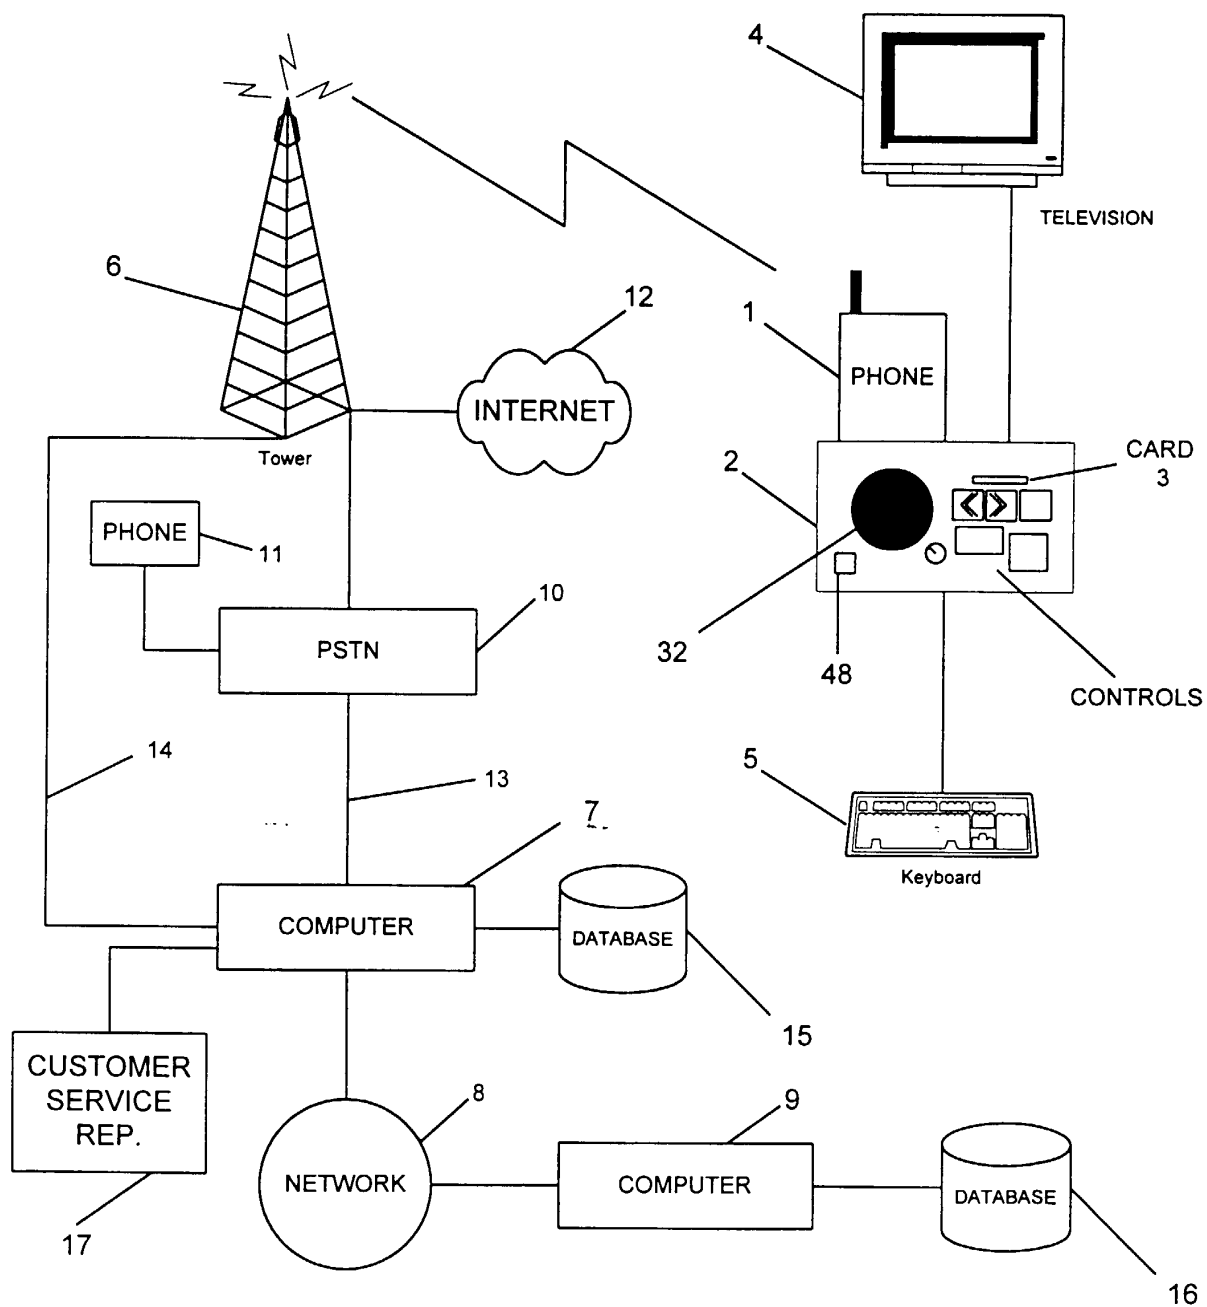 4
TELEVISION
6
12
1
PHONE
INTERNET
Tower
2
CARD
3
PHONE
11
10
PSTN
32
48
CONTROLS
14
13
5
7
Keyboard
COMPUTER
DATABASE
15
CUSTOMER
SERVICE
REP.
17
8
NETWORK
9
COMPUTER
DATABASE
16